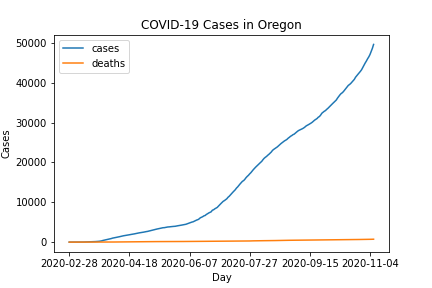 COVID-19 Cases in Oregon
cases
deaths
50000
40000
30000
20000
10000
0
Cases
2020-02-28 2020-04-18 2020-06-07 2020-07-27 2020-09-15 2020-11-04
Day